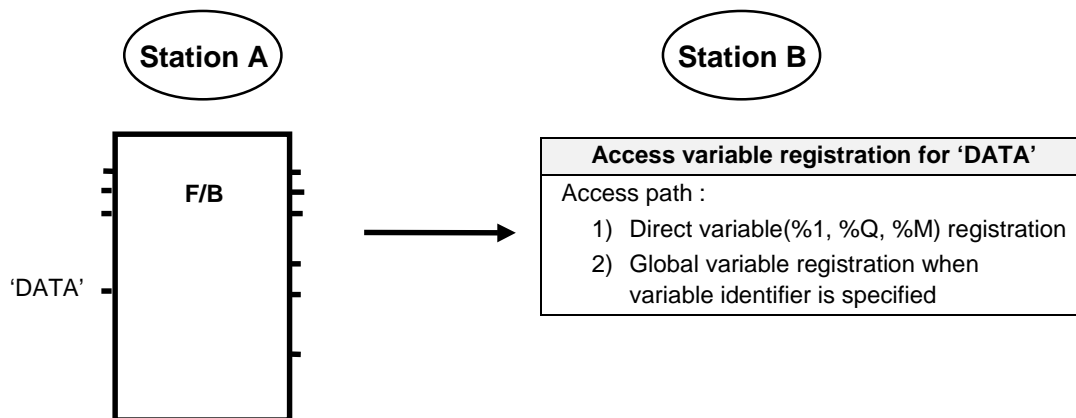 Station A
Station B
F/B
'DATA'
Access variable registration for 'DATA'
Access path :
1) Direct variable(%1, %Q, %M) registration
2) Global variable registration when
variable identifier is specified